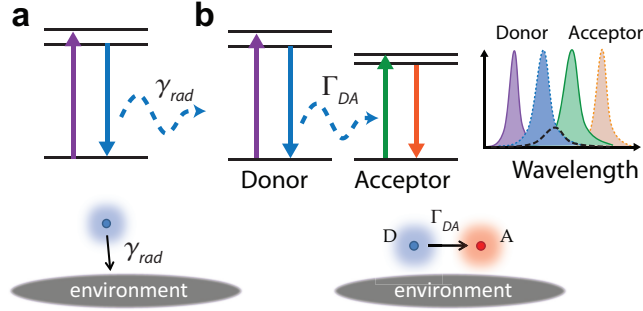 a
b
Donor
Acceptor
γrad
ΓDA
Donor
Acceptor
Wavelength
γrad
environment
D
ΓDA
A
environment